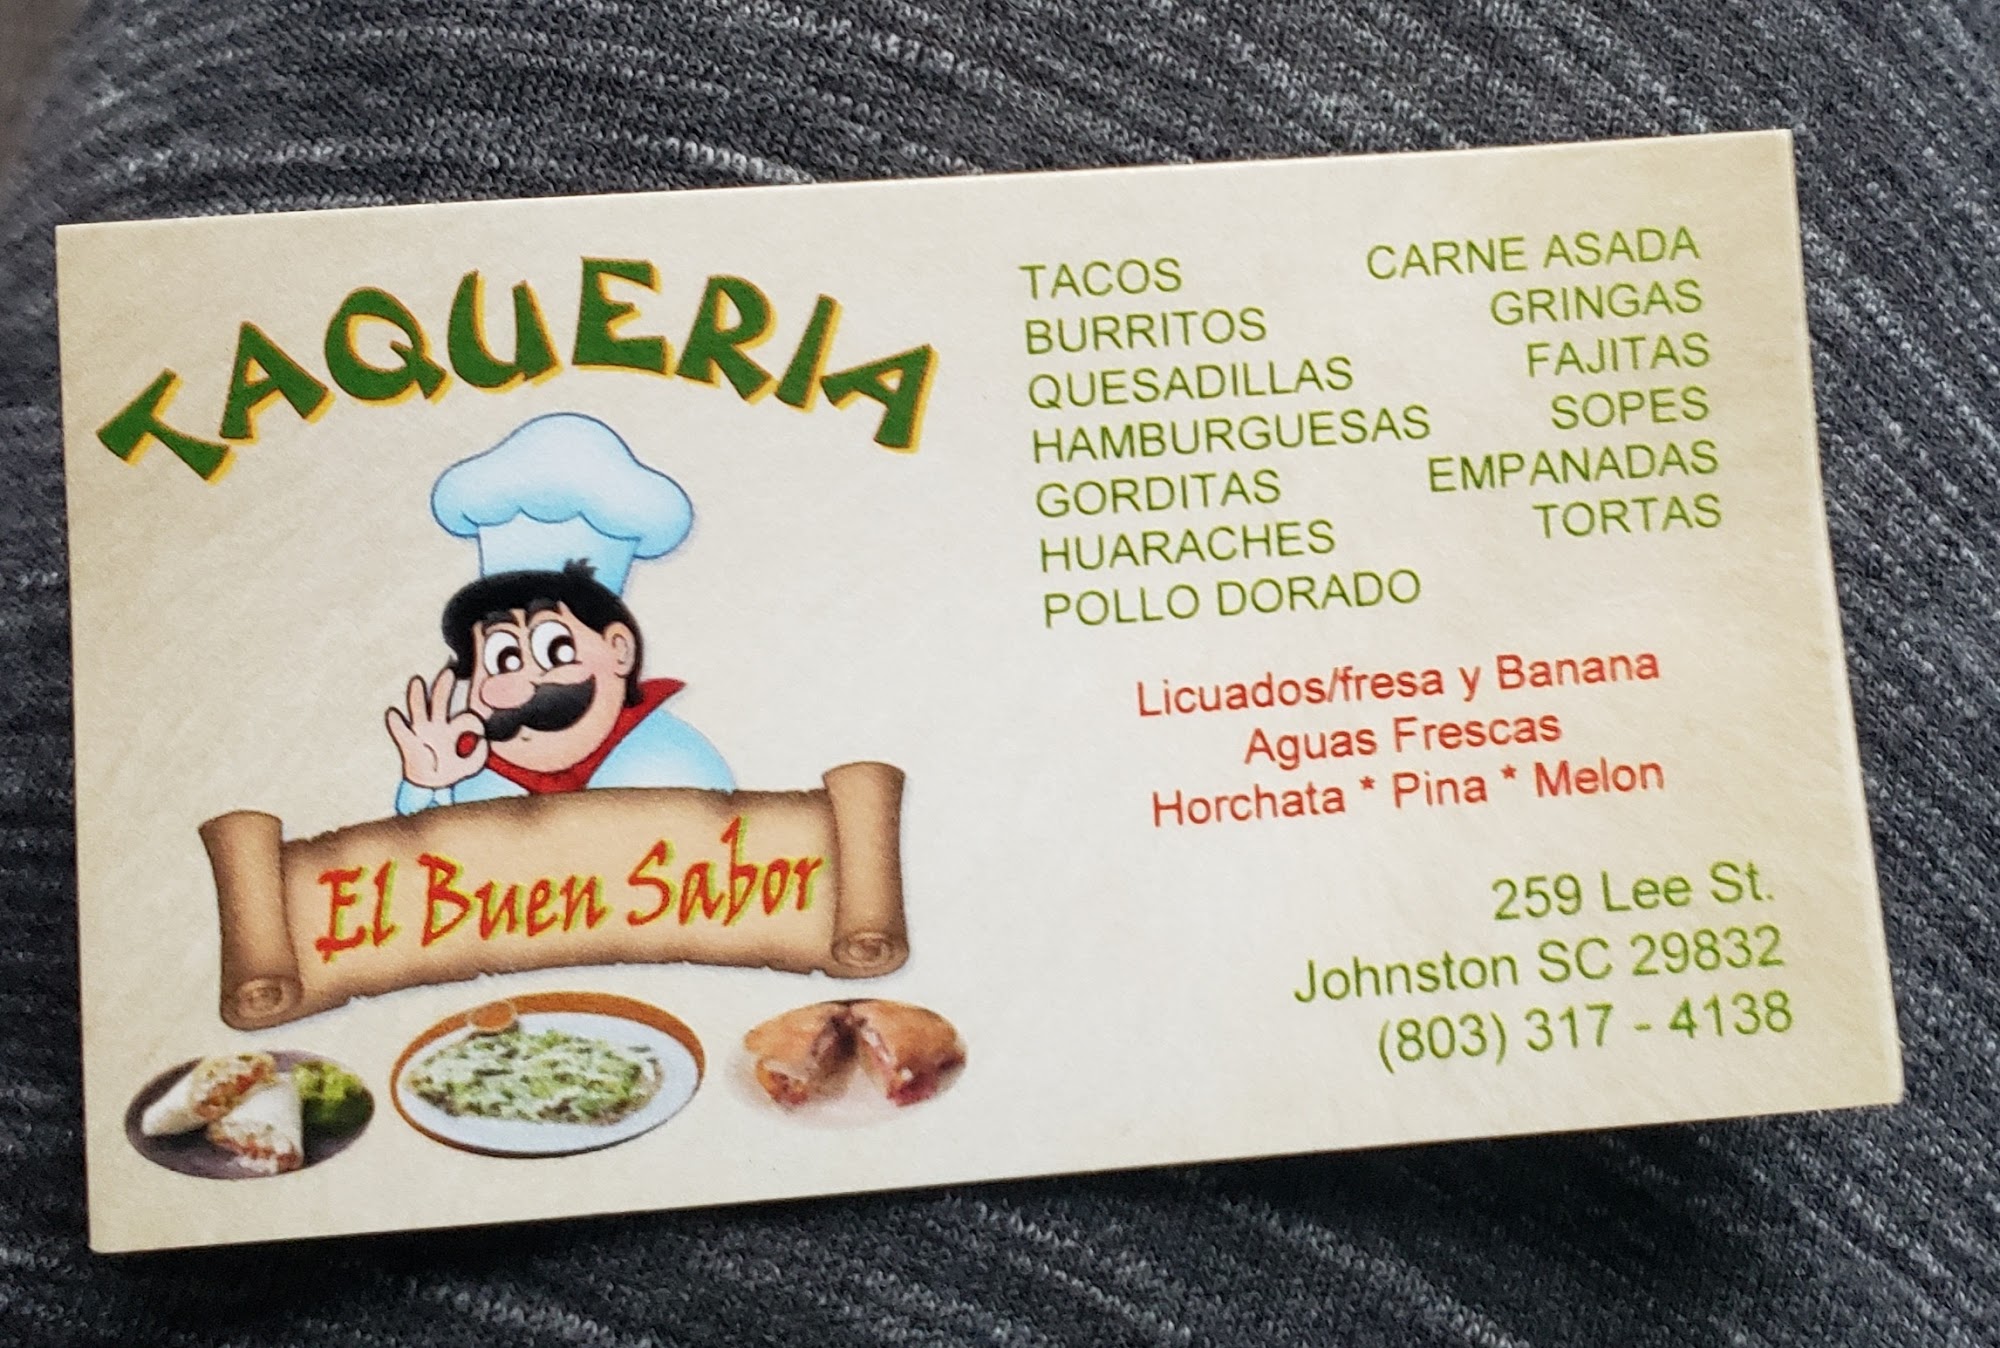 TAQUERIA
El Buen Sabor
TACOS CARNE ASADA
BURRITOS GRINGAS
QUESADILLAS FAJITAS
HAMBURGUESAS SOPES
GORDITAS EMPANADAS
HUARACHES TORTAS
POLLO DORADO
Licuados/fresa y Banana
Aguas Frescas
Horchata * Pina * Melon
259 Lee St.
Johnston SC 29832
(803) 317 - 4138